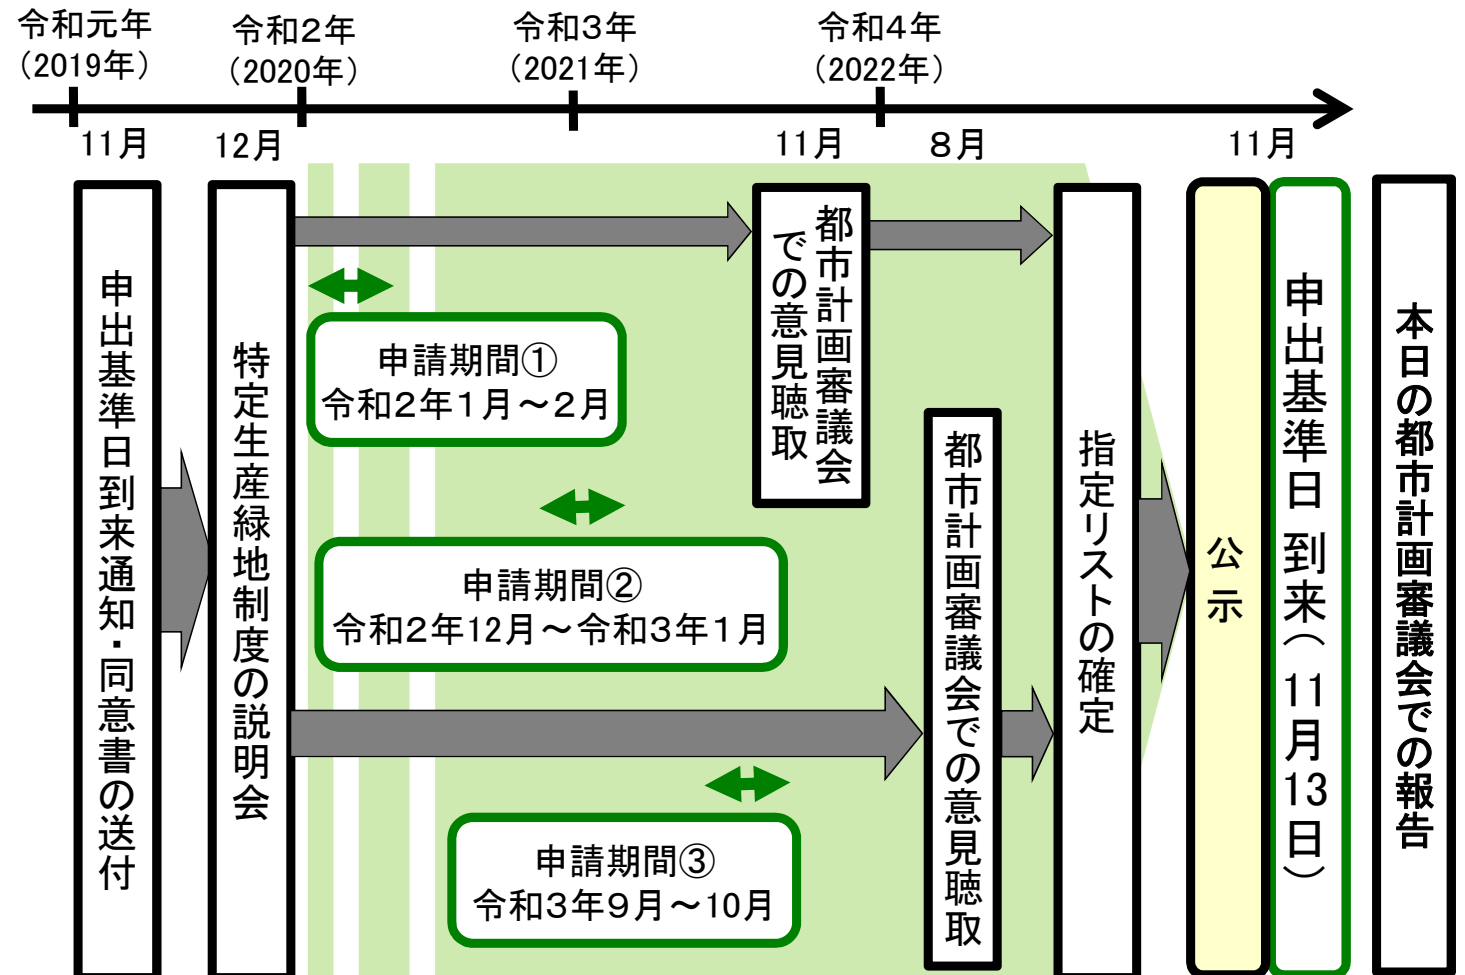 令和元年
（2019年）
令和２年
（2020年）
令和３年
（2021年）
令和４年
（2022年）
11月
12月
11月
８月
11月
申出基準日到来通知・同意書の送付
特定生産緑地制度の説明会
申請期間①
令和２年１月～２月
申請期間②
令和２年12月～令和３年１月
申請期間③
令和３年９月～10月
都市計画審議会
での意見聴取
都市計画審議会での意見聴取
指定リストの確定
公示
申出基準日 到来（11月13日）
本日の都市計画審議会での報告